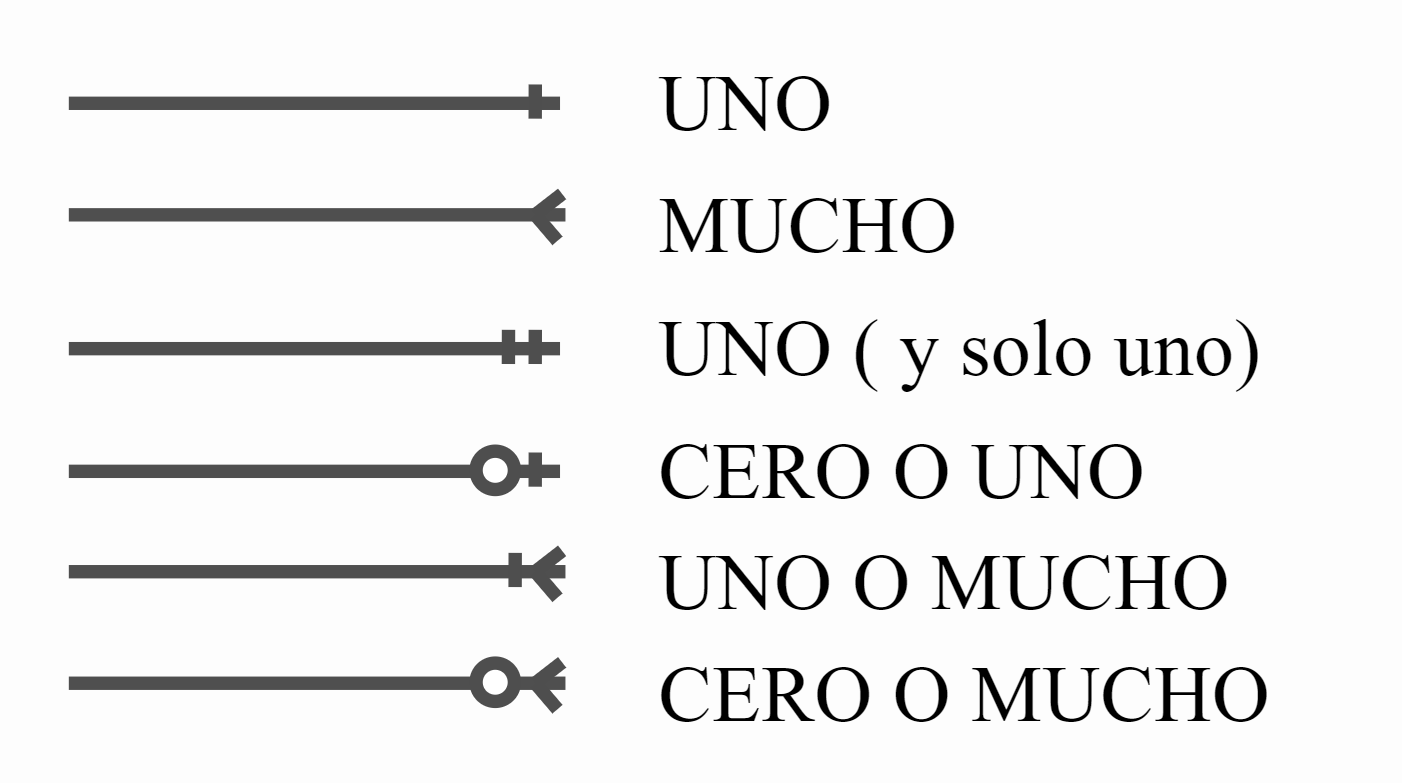 UNO
MUCHO
UNO ( y solo uno)
CERO O UNO
UNO O MUCHO
CERO O MUCHO